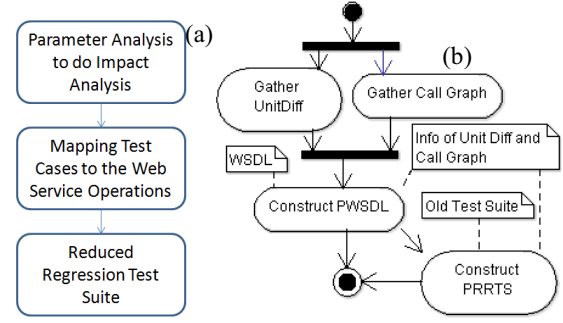 Parameter Analysis
to do Impact
Analysis
(a)
Mapping Test
Cases to the Web
Service Operations
Reduced
Regression Test
Suite
(b)
Gather
UnitDiff
Gather Call Graph
WSDL
Info of Unit Diff and
Call Graph
Construct PWSDL
Old Test Suite
Construct
PRRTS